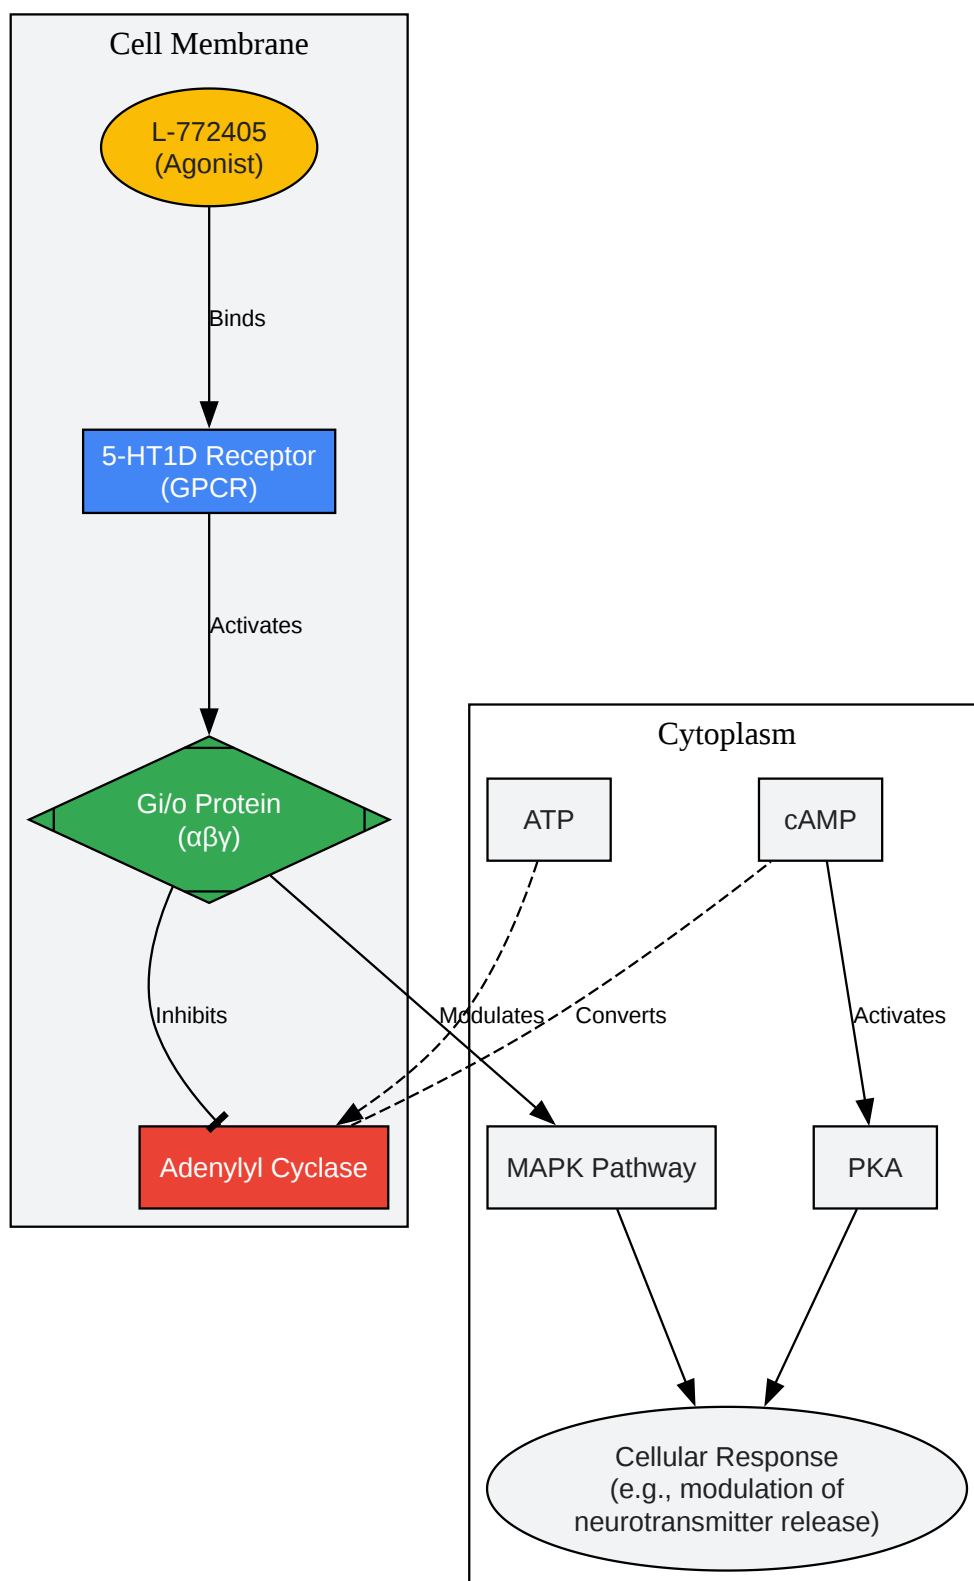 Cell Membrane
L-772405
(Agonist)
Binds
5-HT1D Receptor
(GPCR)
Activates
Gi/o Protein
(αβγ)
Inhibits
Adenylyl Cyclase
Cytoplasm
ATP
cAMP
Modulates
Converts
Activates
MAPK Pathway
PKA
Cellular Response
(e.g., modulation of
neurotransmitter release)